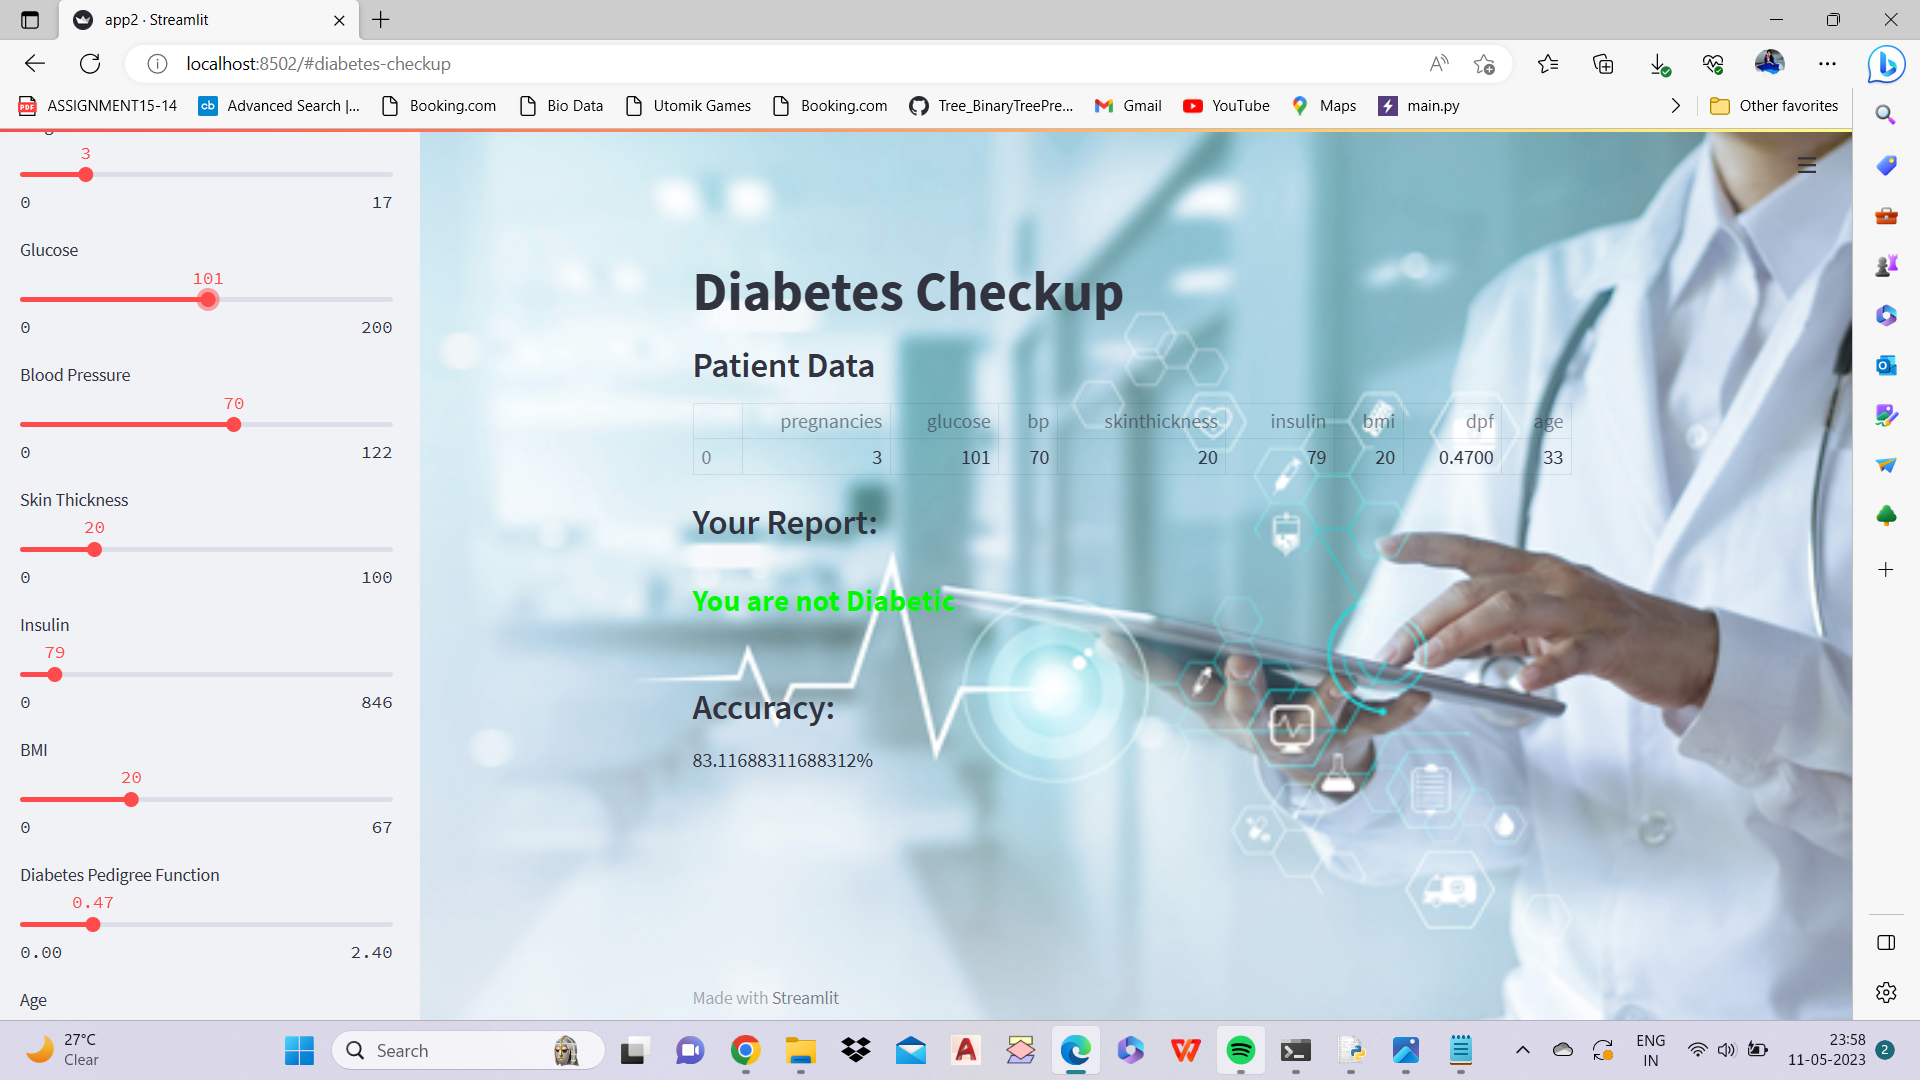 app2 · Streamlit
localhost:8502/#diabetes-checkup
ASSIGNMENT15-14
Advanced Search |...
Booking.com
Bio Data
Utomik Games
Booking.com
Tree_BinaryTreePre...
Gmail
YouTube
Maps
main.py
Other favorites
3
0 17
Glucose
101
0 200
Blood Pressure
70
0 122
Skin Thickness
20
0 100
Insulin
79
0 846
BMI
20
0 67
Diabetes Pedigree Function
0.47
0.00 2.40
Age
Diabetes Checkup
Patient Data
pregnancies glucose bp skinthickness insulin bmi dpf age
0 3 101 70 20 79 20 0.4700 33
Your Report:
You are not Diabetic
Accuracy:
83.11688311688312%
Made with Streamlit
27°C
Clear
Search
ENG
IN
23:58
11-05-2023
2